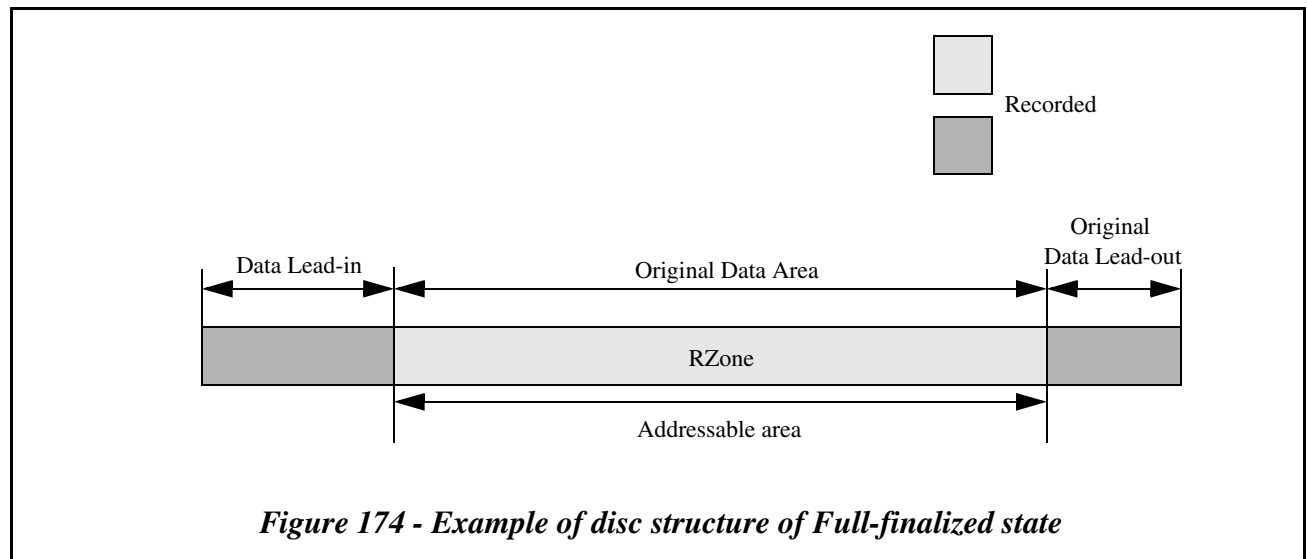 Recorded
Original
Data Lead-out
Data Lead-in
Original Data Area
RZone
Addressable area
Figure 174 - Example of disc structure of Full-finalized state